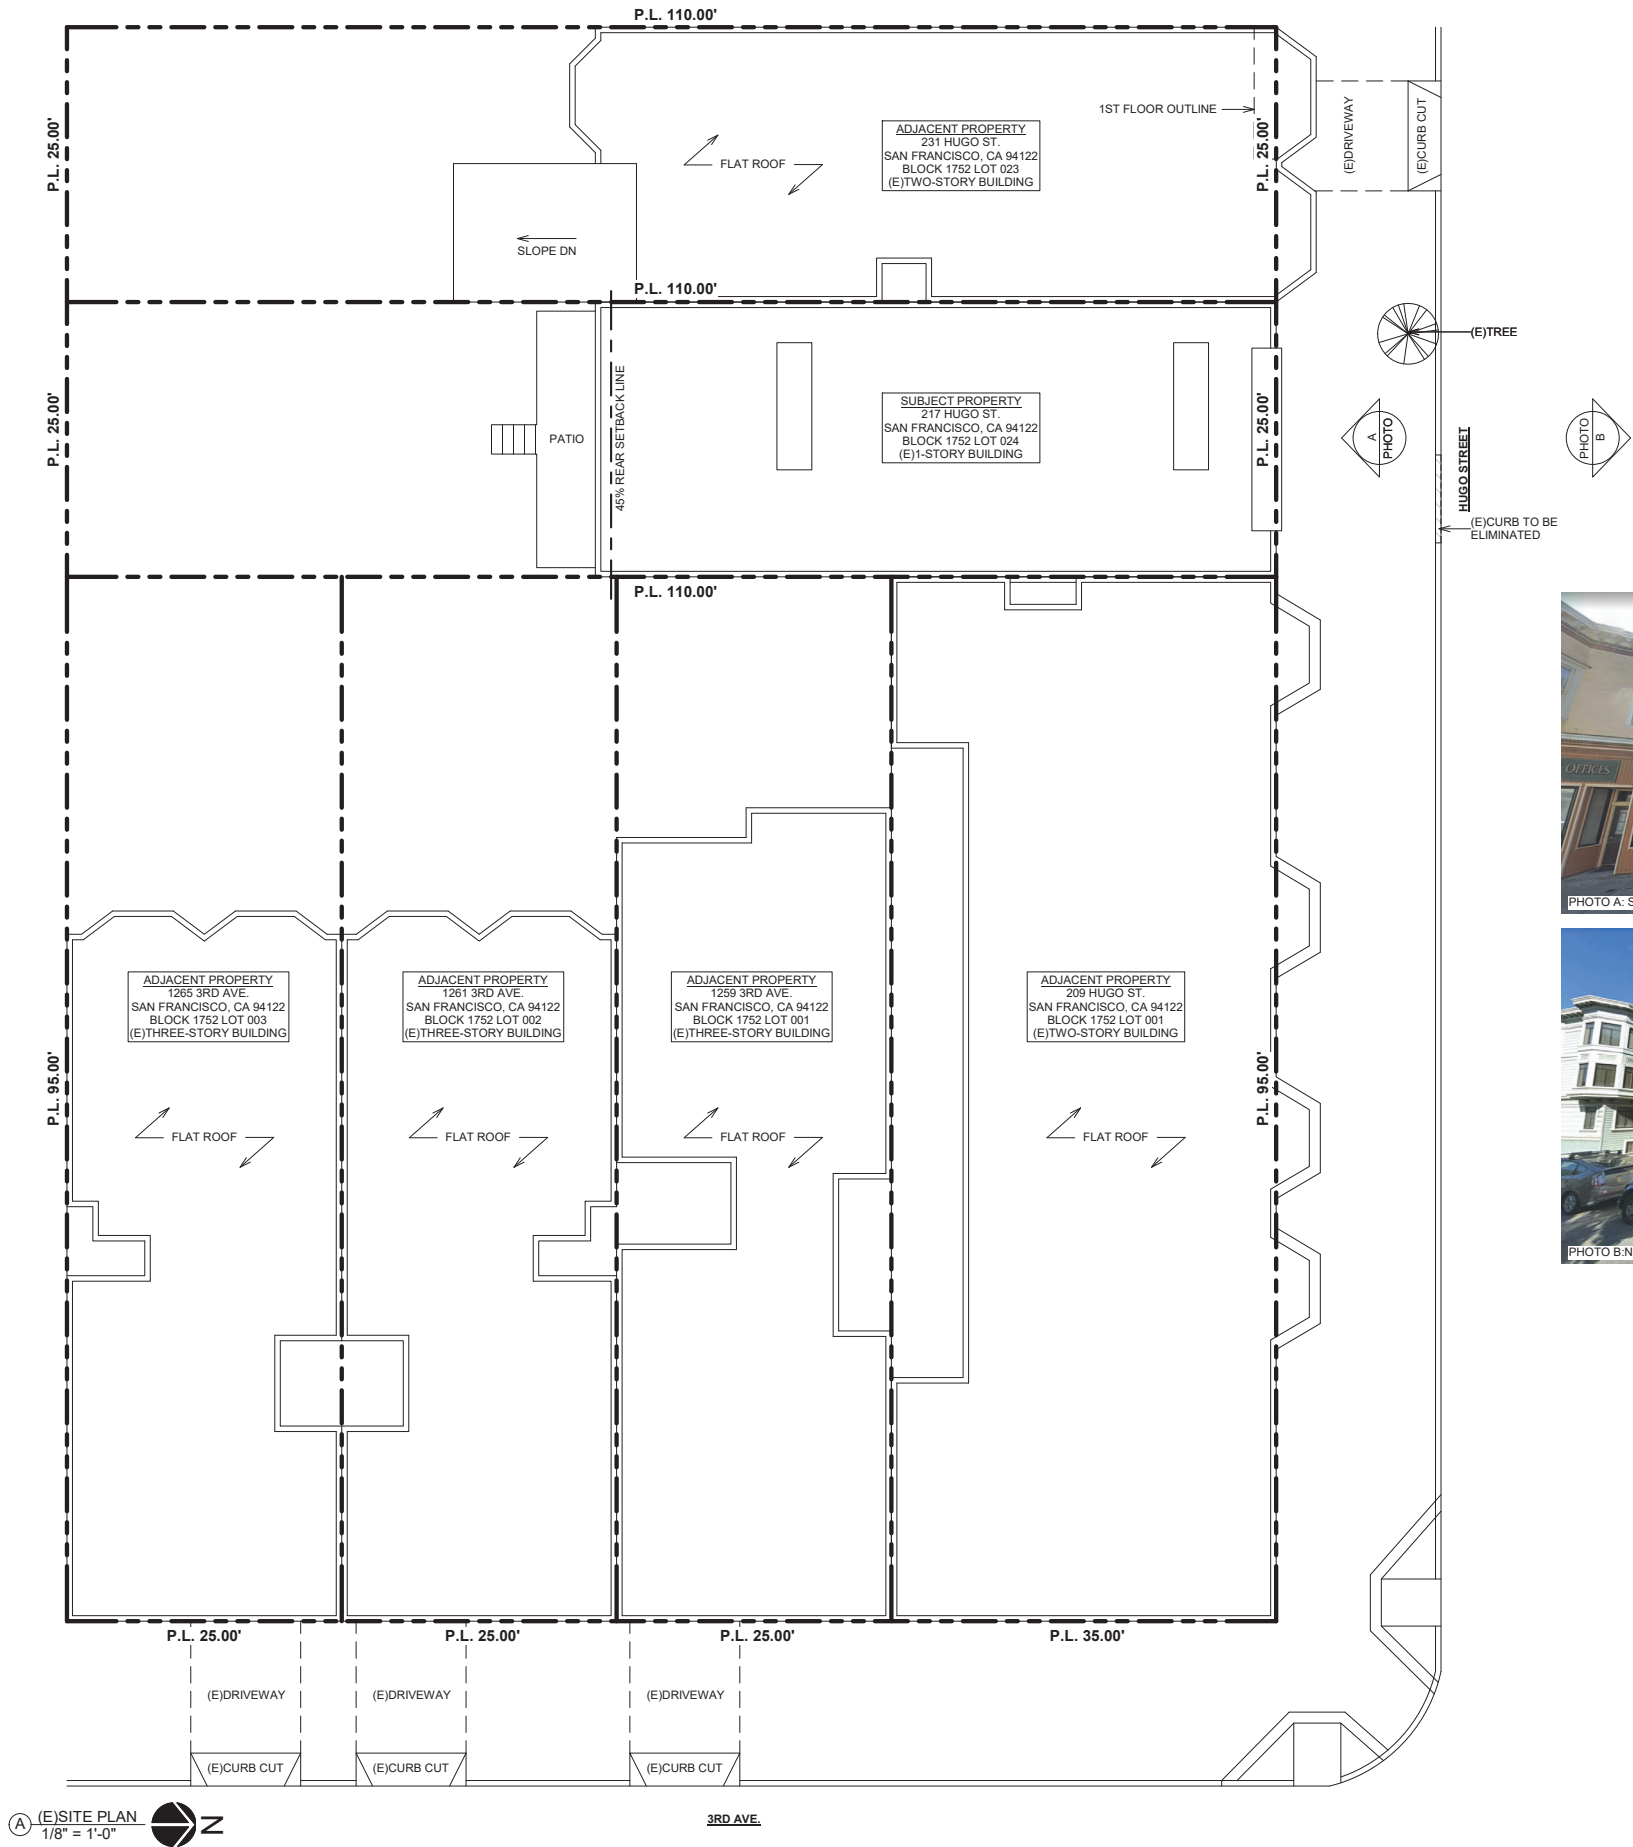 P.L. 110.00'
P.L. 25.00'
1ST FLOOR OUTLINE
ADJACENT PROPERTY
231 HUGO ST.
SAN FRANCISCO, CA 94122
BLOCK 1752 LOT 023
(E)TWO-STORY BUILDING
FLAT ROOF
P.L. 25.00'
(E)DRIVEWAY
(E)CURB CUT
SLOPE DN
P.L. 110.00'
(E)TREE
P.L. 25.00'
PATIO
45% REAR SETBACK LINE
SUBJECT PROPERTY
217 HUGO ST.
SAN FRANCISCO, CA 94122
BLOCK 1752 LOT 024
(E)1-STORY BUILDING
P.L. 25.00'
A
PHOTO
HUGO STREET
PHOTO
B
(E)CURB TO BE
ELIMINATED
P.L. 110.00'
OFFICES
PHOTO A: S
PHOTO B:N
ADJACENT PROPERTY
1265 3RD AVE.
SAN FRANCISCO, CA 94122
BLOCK 1752 LOT 003
(E)THREE-STORY BUILDING
ADJACENT PROPERTY
1261 3RD AVE.
SAN FRANCISCO, CA 94122
BLOCK 1752 LOT 002
(E)THREE-STORY BUILDING
ADJACENT PROPERTY
1259 3RD AVE.
SAN FRANCISCO, CA 94122
BLOCK 1752 LOT 001
(E)THREE-STORY BUILDING
ADJACENT PROPERTY
209 HUGO ST.
SAN FRANCISCO, CA 94122
BLOCK 1752 LOT 001
(E)TWO-STORY BUILDING
P.L. 95.00'
P.L. 95.00'
FLAT ROOF
FLAT ROOF
FLAT ROOF
FLAT ROOF
P.L. 25.00'
P.L. 25.00'
P.L. 25.00'
P.L. 35.00'
(E)DRIVEWAY
(E)DRIVEWAY
(E)DRIVEWAY
(E)CURB CUT
(E)CURB CUT
(E)CURB CUT
A
(E)SITE PLAN
1/8" = 1'-0"
N
3RD AVE.